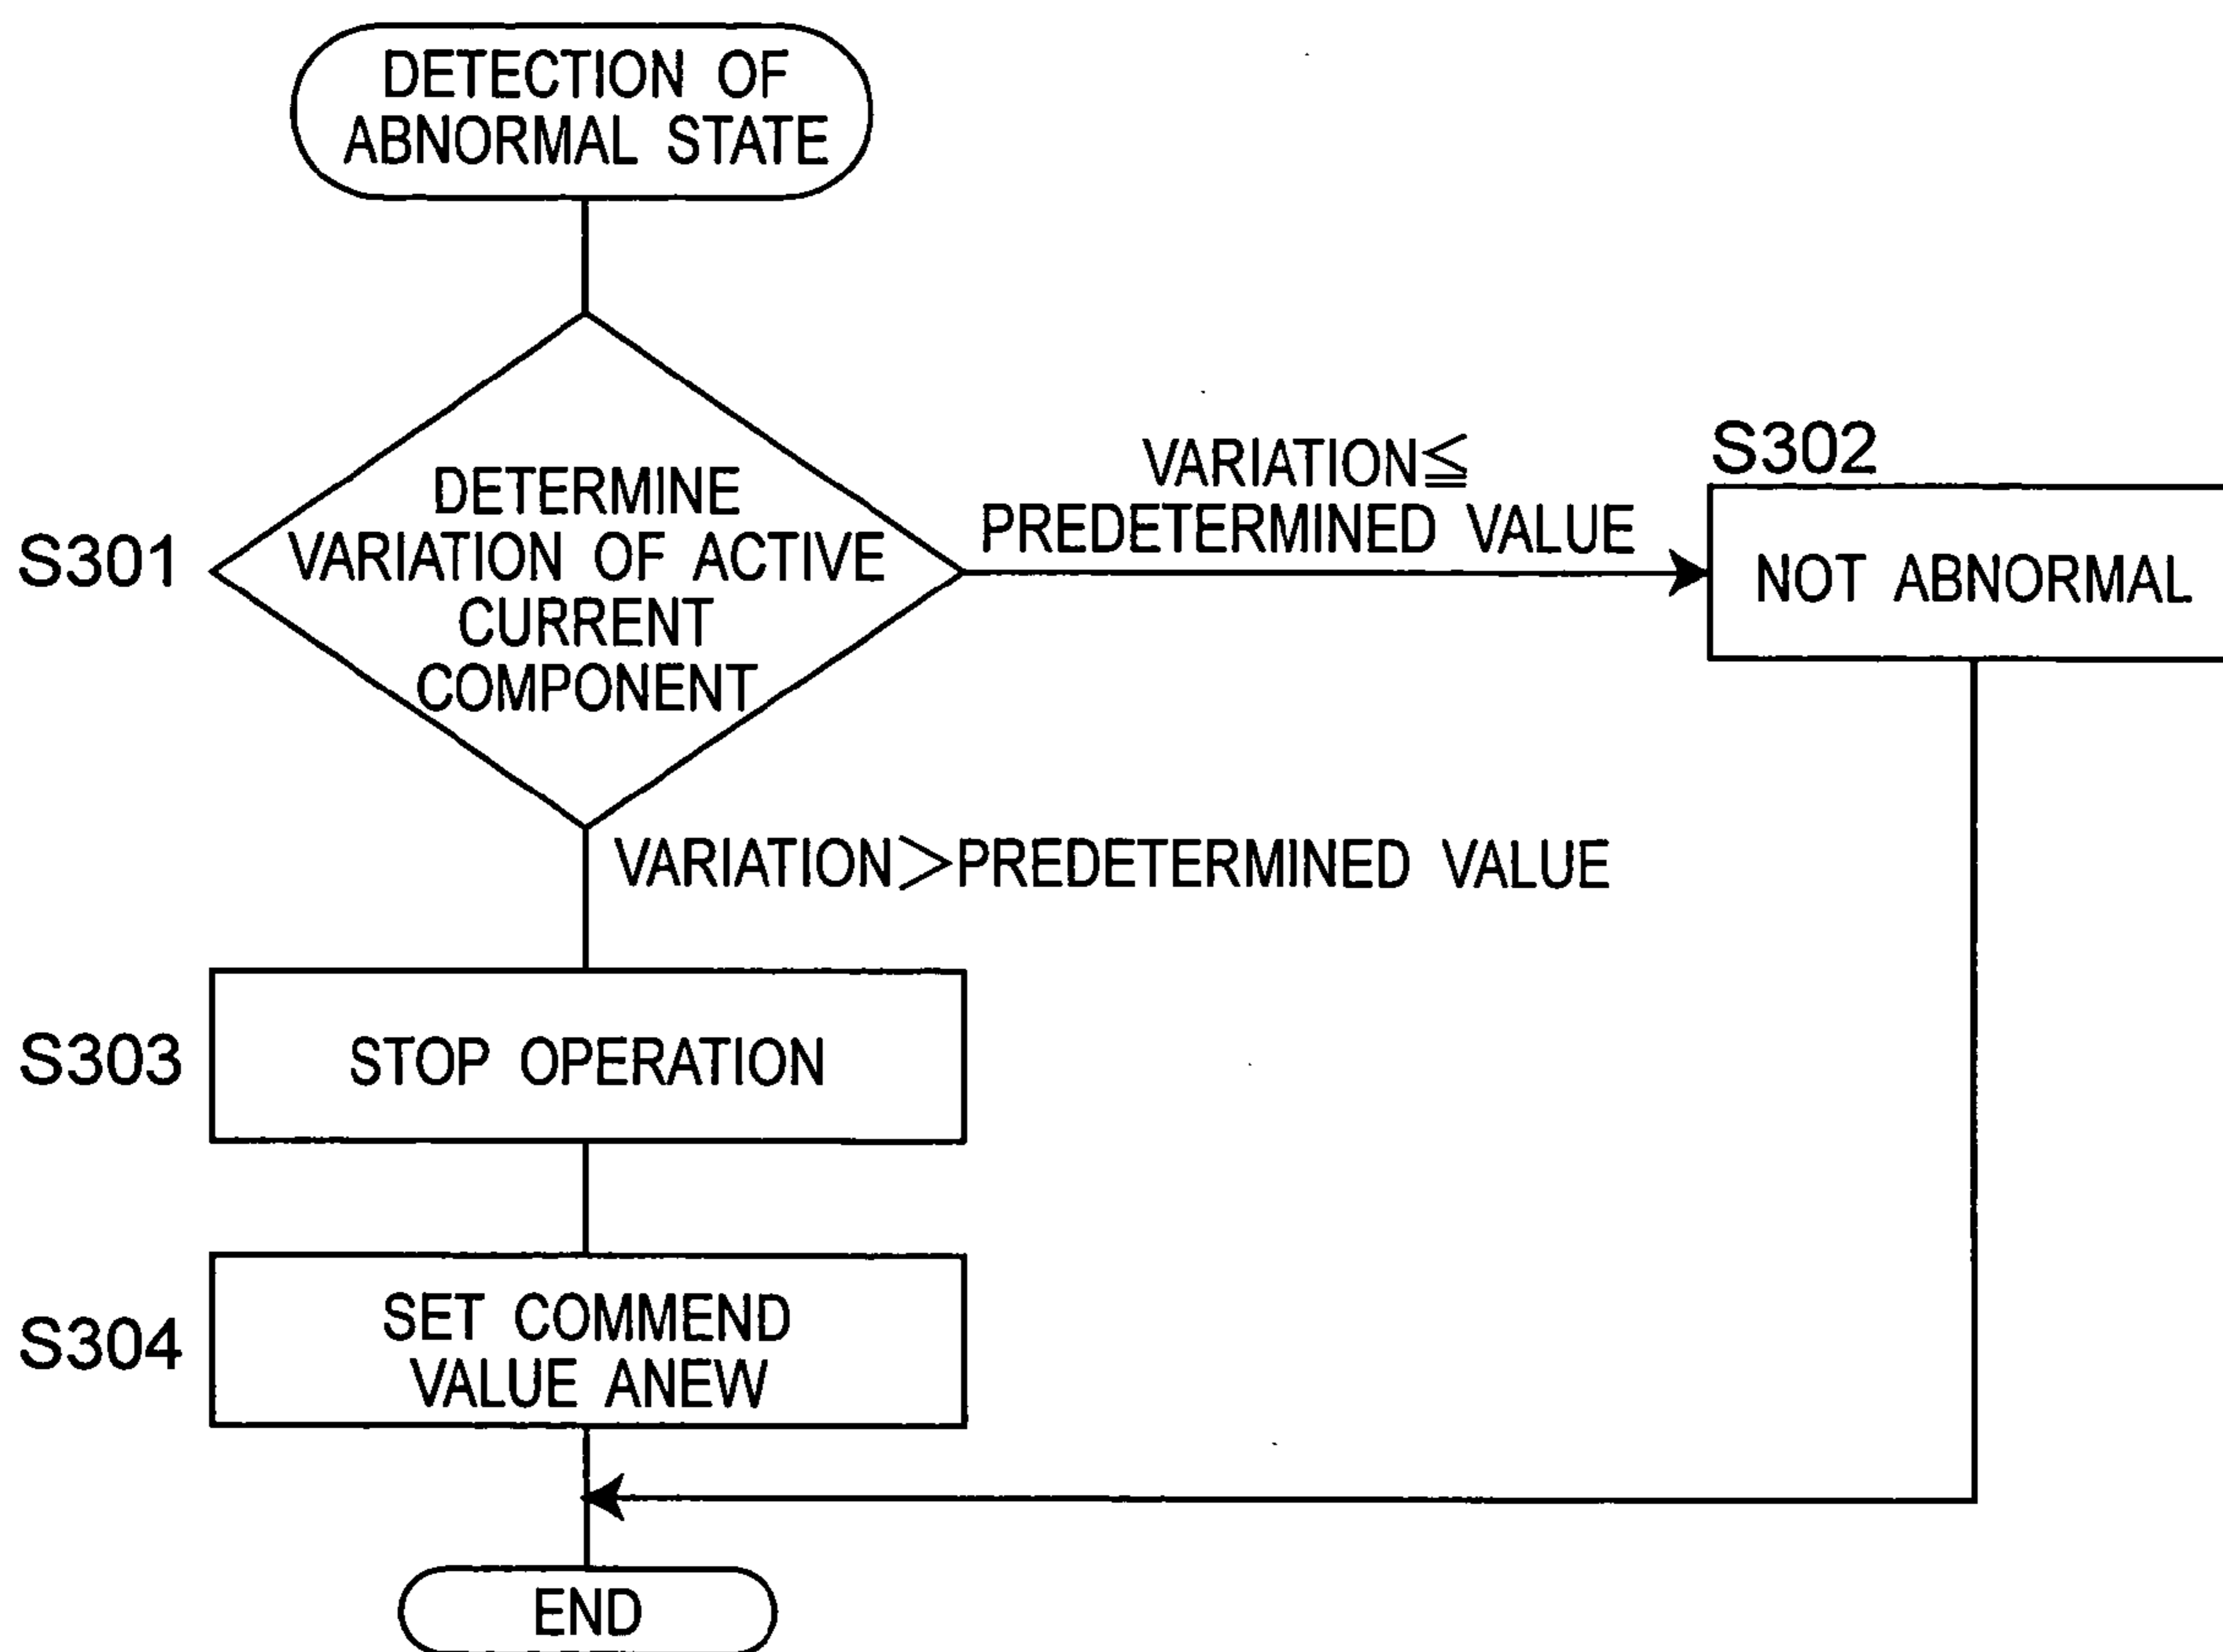 DETECTION OF
ABNORMAL STATE
S301
DETERMINE
VARIATION OF ACTIVE
CURRENT
COMPONENT
VARIATION≦
PREDETERMINED VALUE
S302
NOT ABNORMAL
VARIATION>PREDETERMINED VALUE
S303
STOP OPERATION
S304
SET COMMEND
VALUE ANEW
END